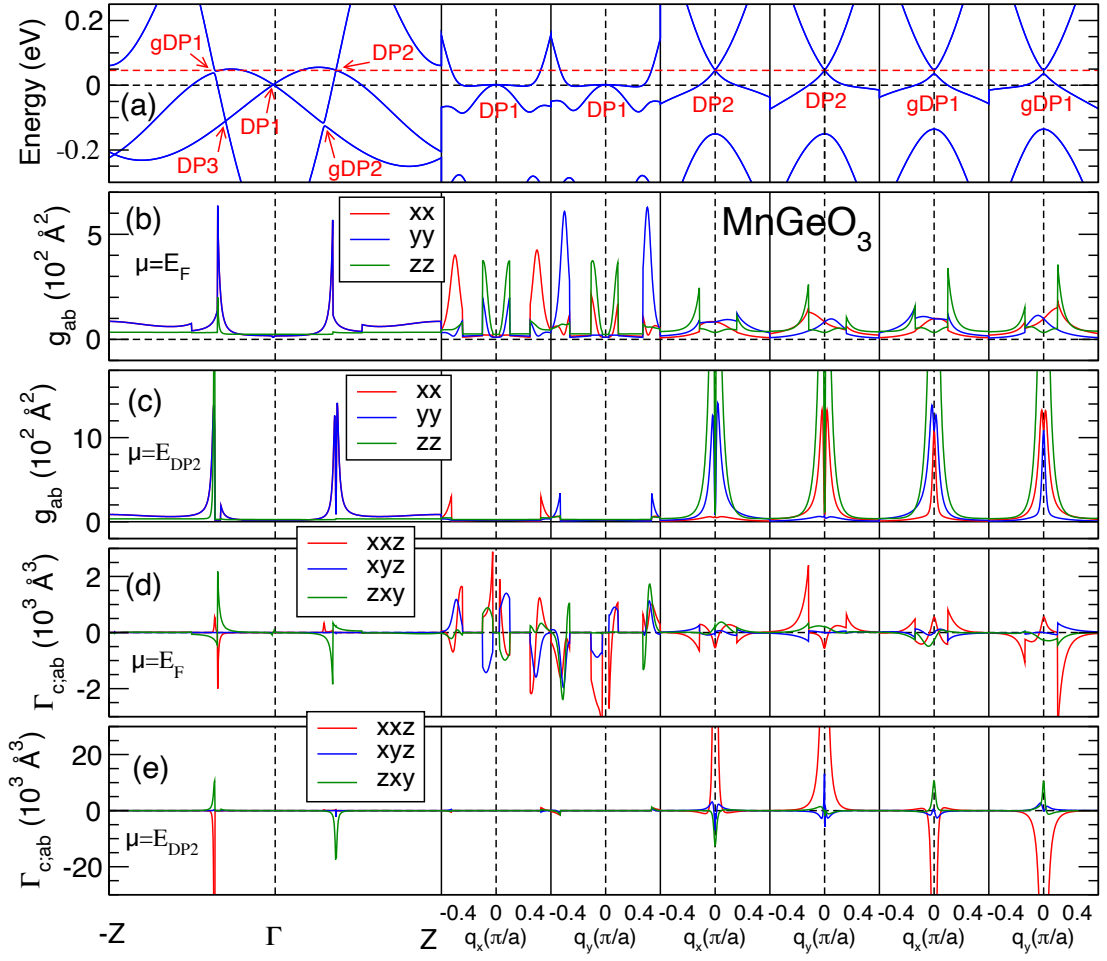 0.2
0
-0.2
Energy (eV)
(a)
gDP1
DP2
DP1
DP3
gDP2
DP1
DP1
DP2
DP2
gDP1
gDP1
6
3
0
g_ab (10^2 Å^2)
(b)
μ=E_F
xx
yy
zz
MnGeO_3
10
0
g_ab (10^2 Å^2)
(c)
μ=E_DP2
xx
yy
zz
2
0
-2
Γ_c;ab (10^3 Å^3)
(d)
μ=E_F
xxz
xyz
zxy
20
0
-20
Γ_c;ab (10^3 Å^3)
(e)
μ=E_DP2
xxz
xyz
zxy
-0.4 0 0.4 -0.4 0 0.4 -0.4 0 0.4 -0.4 0 0.4 -0.4 0 0.4 -0.4 0 0.4
-Z Γ Z q_x(π/a) q_y(π/a) q_x(π/a) q_y(π/a) q_x(π/a) q_y(π/a)